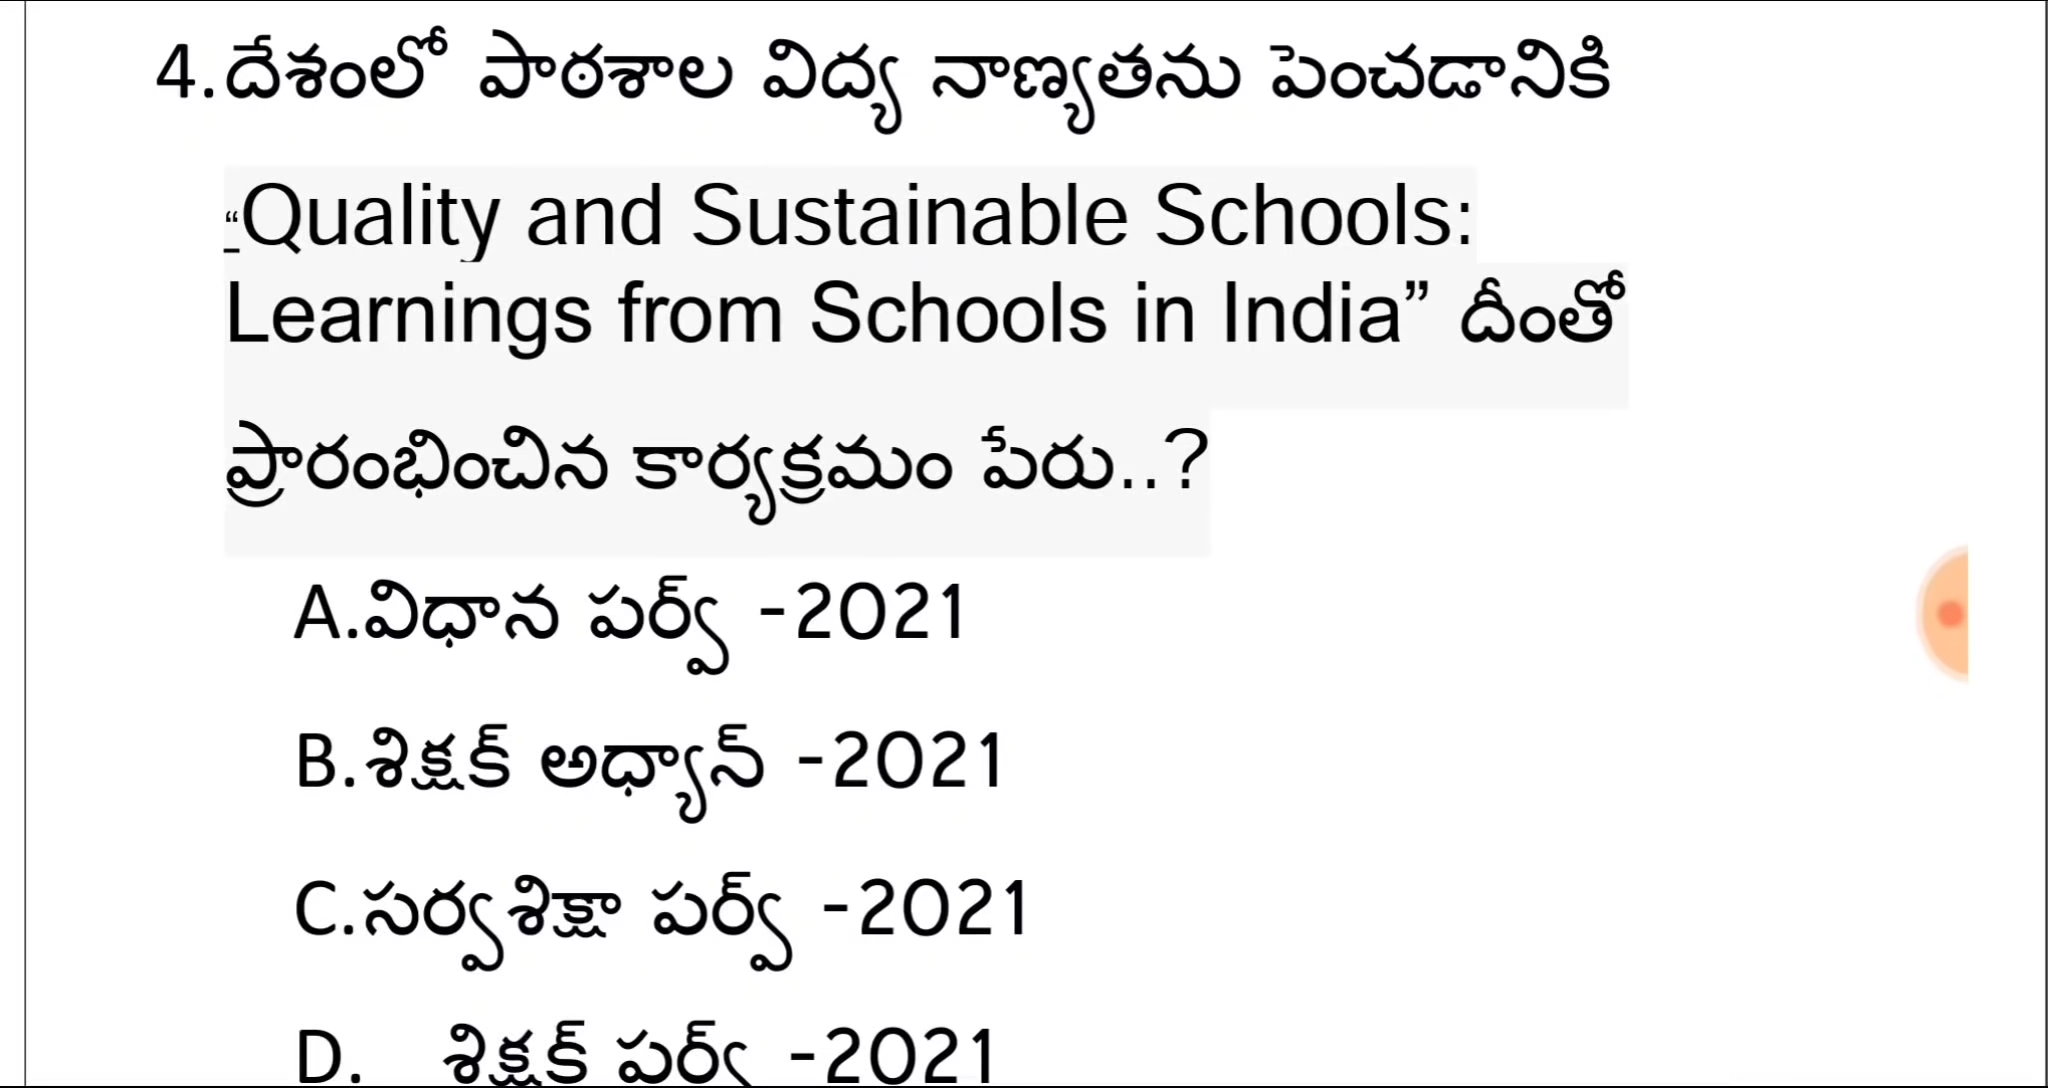 4.దేశంలో పాఠశాల విద్య నాణ్యతను పెంచడానికి
“Quality and Sustainable Schools:
Learnings from Schools in India” దీంతో
ప్రారంభించిన కార్యక్రమం పేరు..?
A.విధాన పర్వ్ -2021
B.శిక్షక్ అధ్యాన్ -2021
C.సర్వశిక్షా పర్వ్ -2021
D. శిక్షక్ పర్వ్ -2021